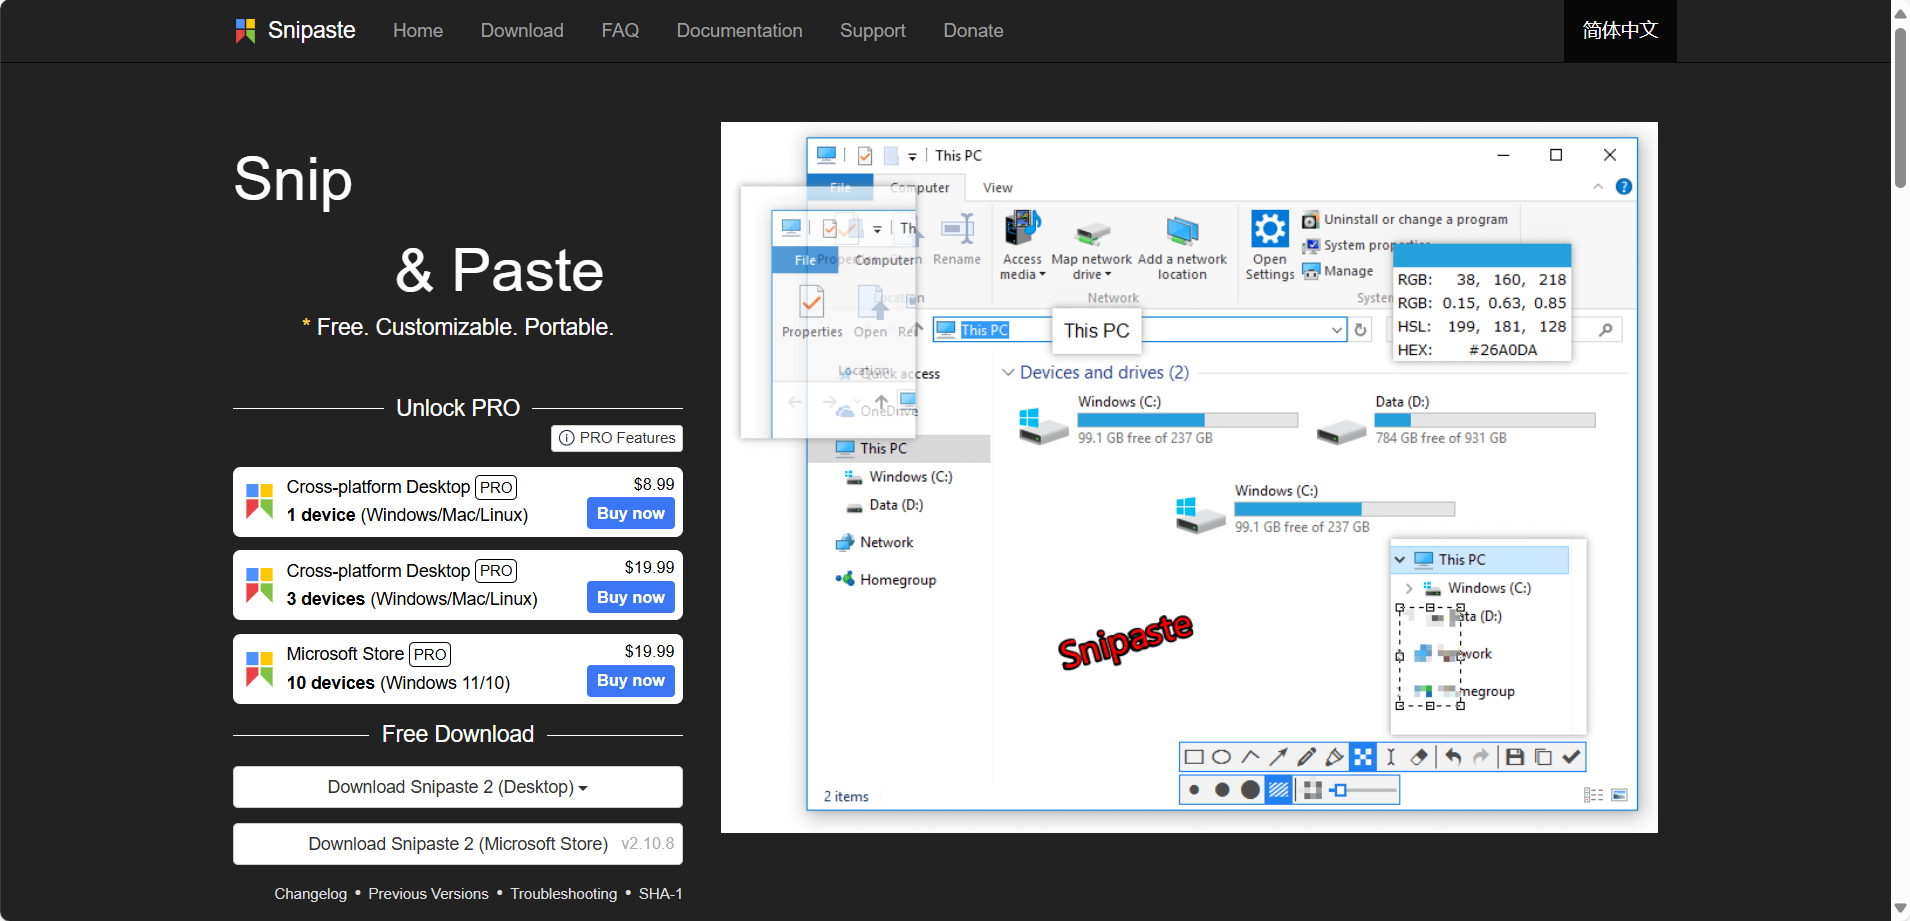 Snipaste Home Download FAQ Documentation Support Donate 简体中文
Snip
& Paste
* Free. Customizable. Portable.
Unlock PRO
PRO Features
Cross-platform Desktop PRO $8.99
1 device (Windows/Mac/Linux) Buy now
Cross-platform Desktop PRO $19.99
3 devices (Windows/Mac/Linux) Buy now
Microsoft Store PRO $19.99
10 devices (Windows 11/10) Buy now
Free Download
Download Snipaste 2 (Desktop)
Download Snipaste 2 (Microsoft Store) v2.10.8
Changelog • Previous Versions • Troubleshooting • SHA-1
This PC
File Computer View
Th
File Computer
Properties Open Re
Location
Rename
Access media
Map network drive
Add a network location
Network
Open Settings
Uninstall or change a program
System properties
Manage
System
RGB: 38, 160, 218
RGB: 0.15, 0.63, 0.85
HSL: 199, 181, 128
HEX: #26A0DA
This PC
This PC
Quick access
OneDrive
This PC
Windows (C:)
Data (D:)
Network
Homegroup
Devices and drives (2)
Windows (C:)
99.1 GB free of 237 GB
Data (D:)
784 GB free of 931 GB
Windows (C:)
99.1 GB free of 237 GB
Snipaste
This PC
Windows (C:)
ata (D:)
work
megroup
2 items